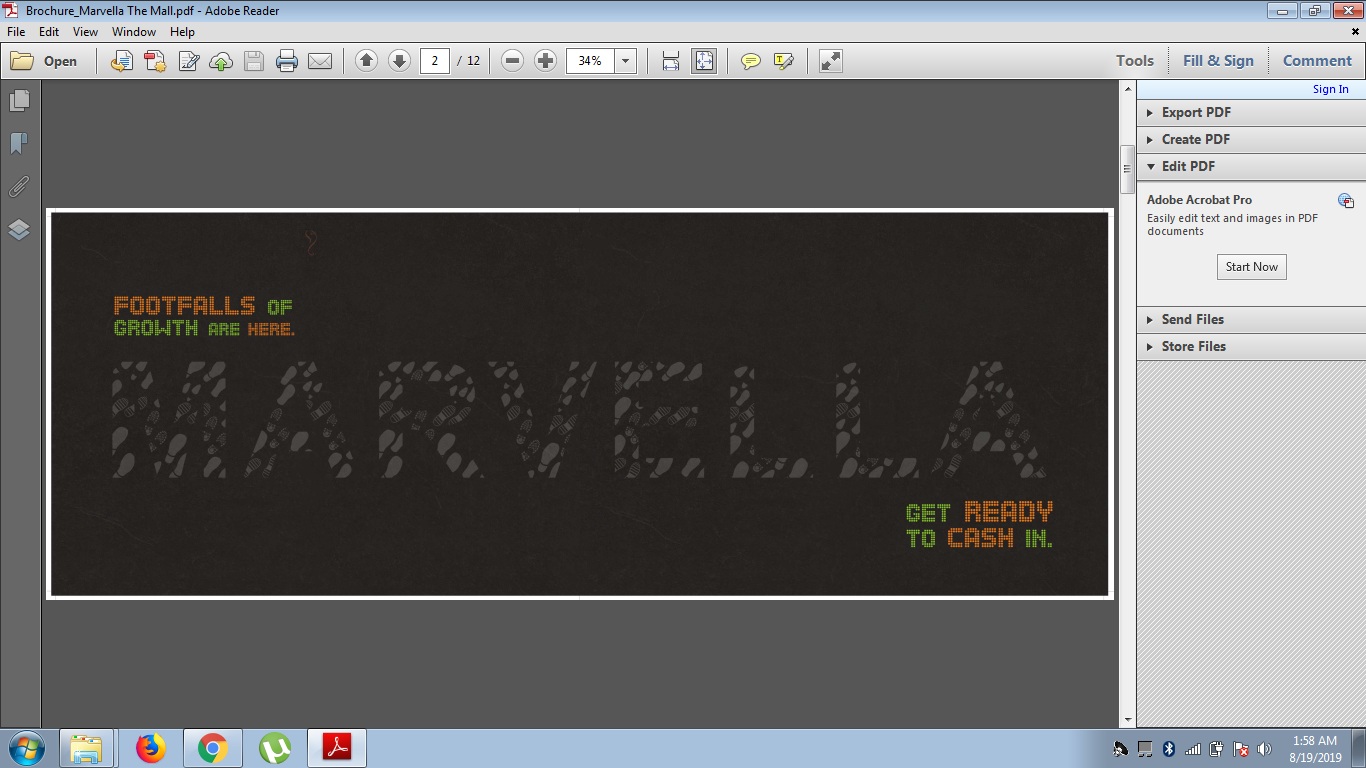 Brochure_Marvella The Mall.pdf - Adobe Reader
File Edit View Window Help
Open 2 / 12 34% Tools Fill & Sign Comment
Sign In
Export PDF
Create PDF
Edit PDF
Adobe Acrobat Pro
Easily edit text and images in PDF
documents
Start Now
Send Files
Store Files
FOOTFALLS OF
GROWTH ARE HERE.
MARVELLA
GET READY
TO CASH IN.
1:58 AM
8/19/2019